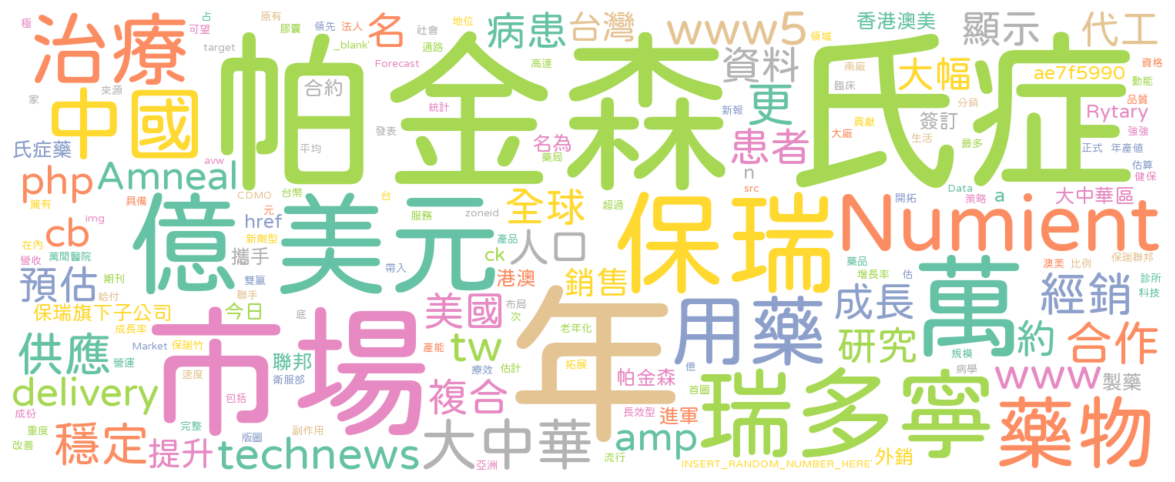 極 占 原有 領先 法人 地位 _blank' 領域 香港澳美 顯示 代工
可望 膠囊 名 病患 台灣 www5
治療 target 社會 通路 高達 南廠 資格
帕金森 氏症
家 來源 合約 Forecast 資料 大幅 ae7f5990 動能
中國 統計 更 臨床 分銷 品質
發表 新報 貢獻 簽訂 Rytary 強強
氏症藥 平均 名為 藥局 患者 大廠 生活 最多 正式 年產值
avw n 估算
php Amneal 健保
擁有 具備 CDMO 台幣 台 src Data a 大中華區
img 元 href 服務 zoneid 全球 超過 開拓 策略
cb 新劑型 億美元 保瑞 Numient
在內 萬間醫院 攜手 產品 ck 人口 藥品 澳美 比例 保瑞聯邦
營收 雙贏 帶入 港澳 增長率 估 診所
預估 期刊 給付 聯手 銷售 成長 萬 經銷 科技
保瑞旗下子公司 今日 底 美國 布局 次 年 用藥
成長率 市場 老年化 規模 約 合作
供應 營運 Market 保瑞竹 聯邦 產能 tw 研究
衛服部 療效 估計 拓展 億 病學 www 製藥
delivery 速度 帕金森 首圖 瑞多寧 藥物
成份 包括 複合 長效型 進軍
重度 穩定 完整 副作用 大中華 amp
改善 提升 版圖 technews 亞洲 流行 INSERT_RANDOM_NUMBER_HERE' 外銷